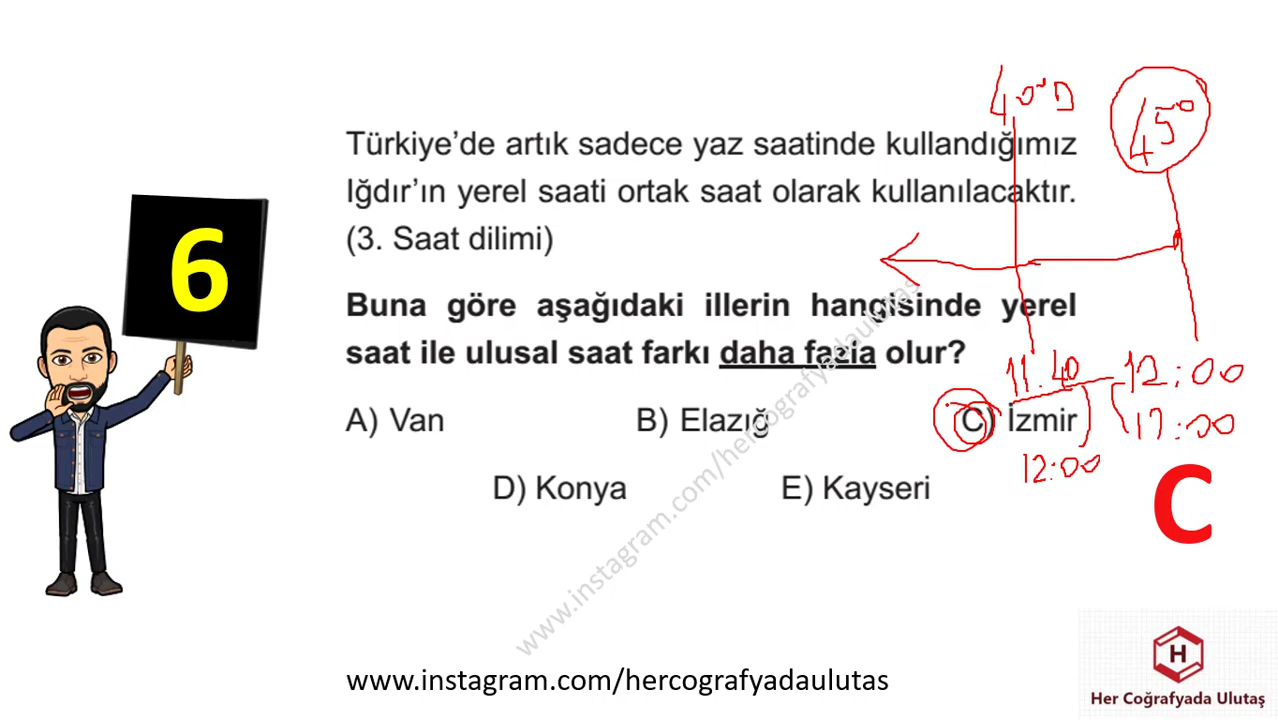 40°D
45°
Türkiye'de artık sadece yaz saatinde kullandığımız
Iğdır'ın yerel saati ortak saat olarak kullanılacaktır.
(3. Saat dilimi)
6
Buna göre aşağıdaki illerin hangisinde yerel
saat ile ulusal saat farkı daha fazla olur?
11.40 12:00
A) Van B) Elazığ C) İzmir
12:00
D) Konya E) Kayseri
C
www.instagram.com/hercografyadaulutas
www.instagram.com/hercografyadaulutas
H
Her Coğrafyada Ulutaş